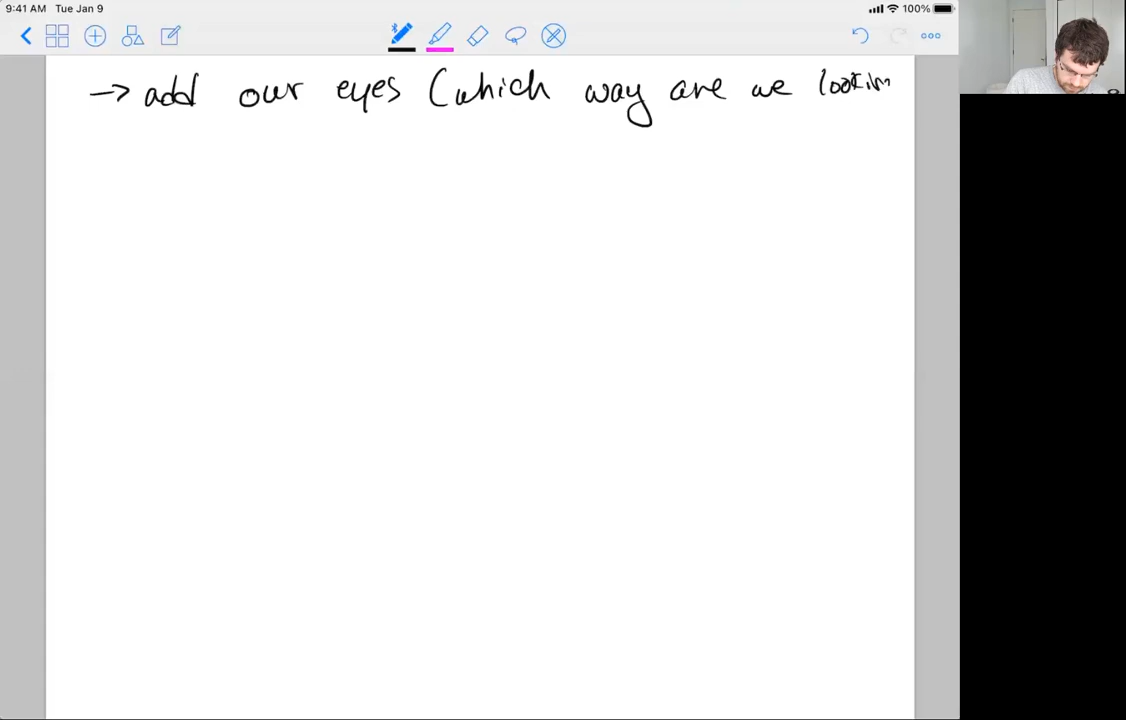 9:41 AM Tue Jan 9 100%
→ add our eyes (which way are we lookin